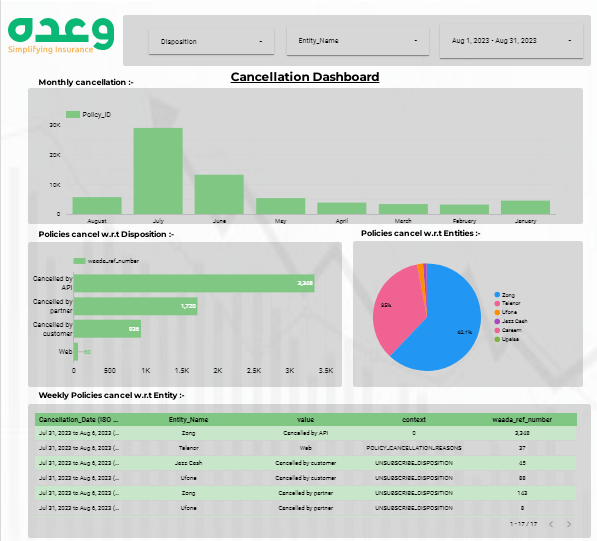 وعده
Simplifying Insurance
Disposition
Entity_Name
Aug 1, 2023 - Aug 31, 2023
Cancellation Dashboard
Monthly cancellation :-
Policy_ID
30K
20K
10K
0
August July June May April March February January
Policies cancel w.r.t Disposition :-
waada_ref_number
Cancelled by API 3,348
Cancelled by partner 1,720
Cancelled by customer
Web
0 500 1K 1.5K 2K 2.5K 3K 3.5K
Policies cancel w.r.t Entities :-
35%
62.1%
Zong
Telenor
Ufone
Jazz Cash
Careem
Upaisa
Weekly Policies cancel w.r.t Entity :-
Cancellation_Date (ISO ... Entity_Name value context waada_ref_number
Jul 31, 2023 to Aug 6, 2023 (... Zong Cancelled by API 0 3,348
Jul 31, 2023 to Aug 6, 2023 (... Telenor Web POLICY_CANCELLATION_REASONS 37
Jul 31, 2023 to Aug 6, 2023 (... Jazz Cash Cancelled by customer UNSUBSCRIBE_DISPOSITION 45
Jul 31, 2023 to Aug 6, 2023 (... Ufone Cancelled by customer UNSUBSCRIBE_DISPOSITION 88
Jul 31, 2023 to Aug 6, 2023 (... Zong Cancelled by partner UNSUBSCRIBE_DISPOSITION 143
Jul 31, 2023 to Aug 6, 2023 (... Ufone Cancelled by partner UNSUBSCRIBE_DISPOSITION 8
1 - 17 / 17